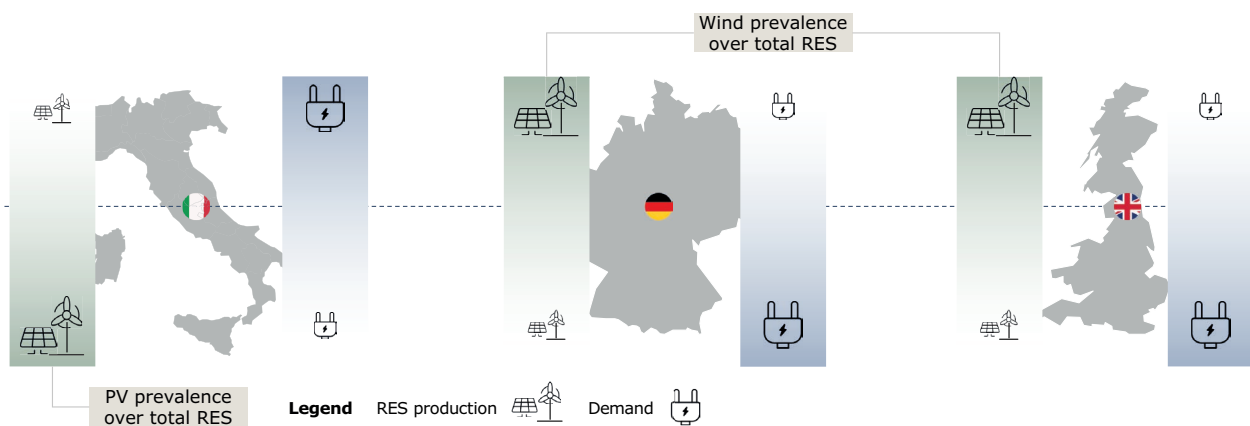 Wind prevalence
over total RES
PV prevalence
over total RES
Legend RES production Demand